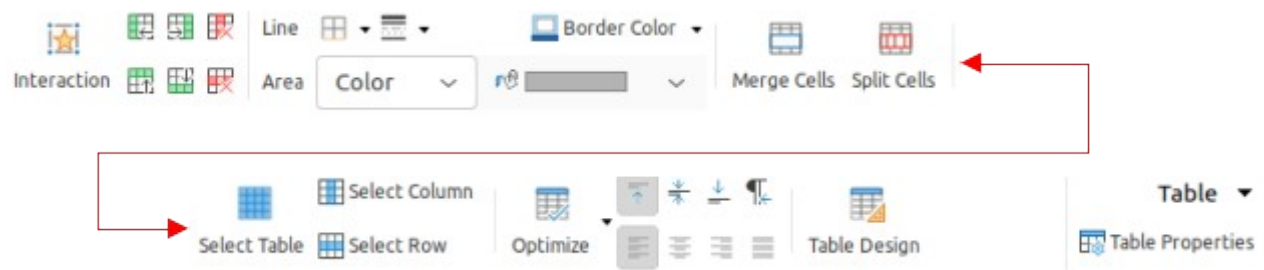 Line
Border Color
Interaction
Area
Color
Merge Cells
Split Cells
Select Column
Table
Select Table
Select Row
Optimize
Table Design
Table Properties